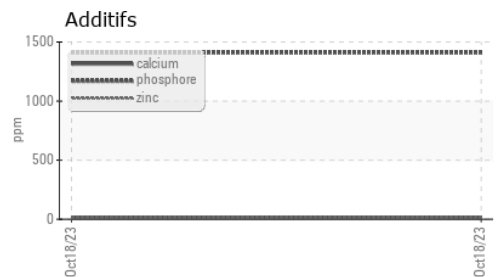 Additifs
1500
calcium
phosphore
zinc
1000
ppm
500
0
Oct18/23
Oct18/23